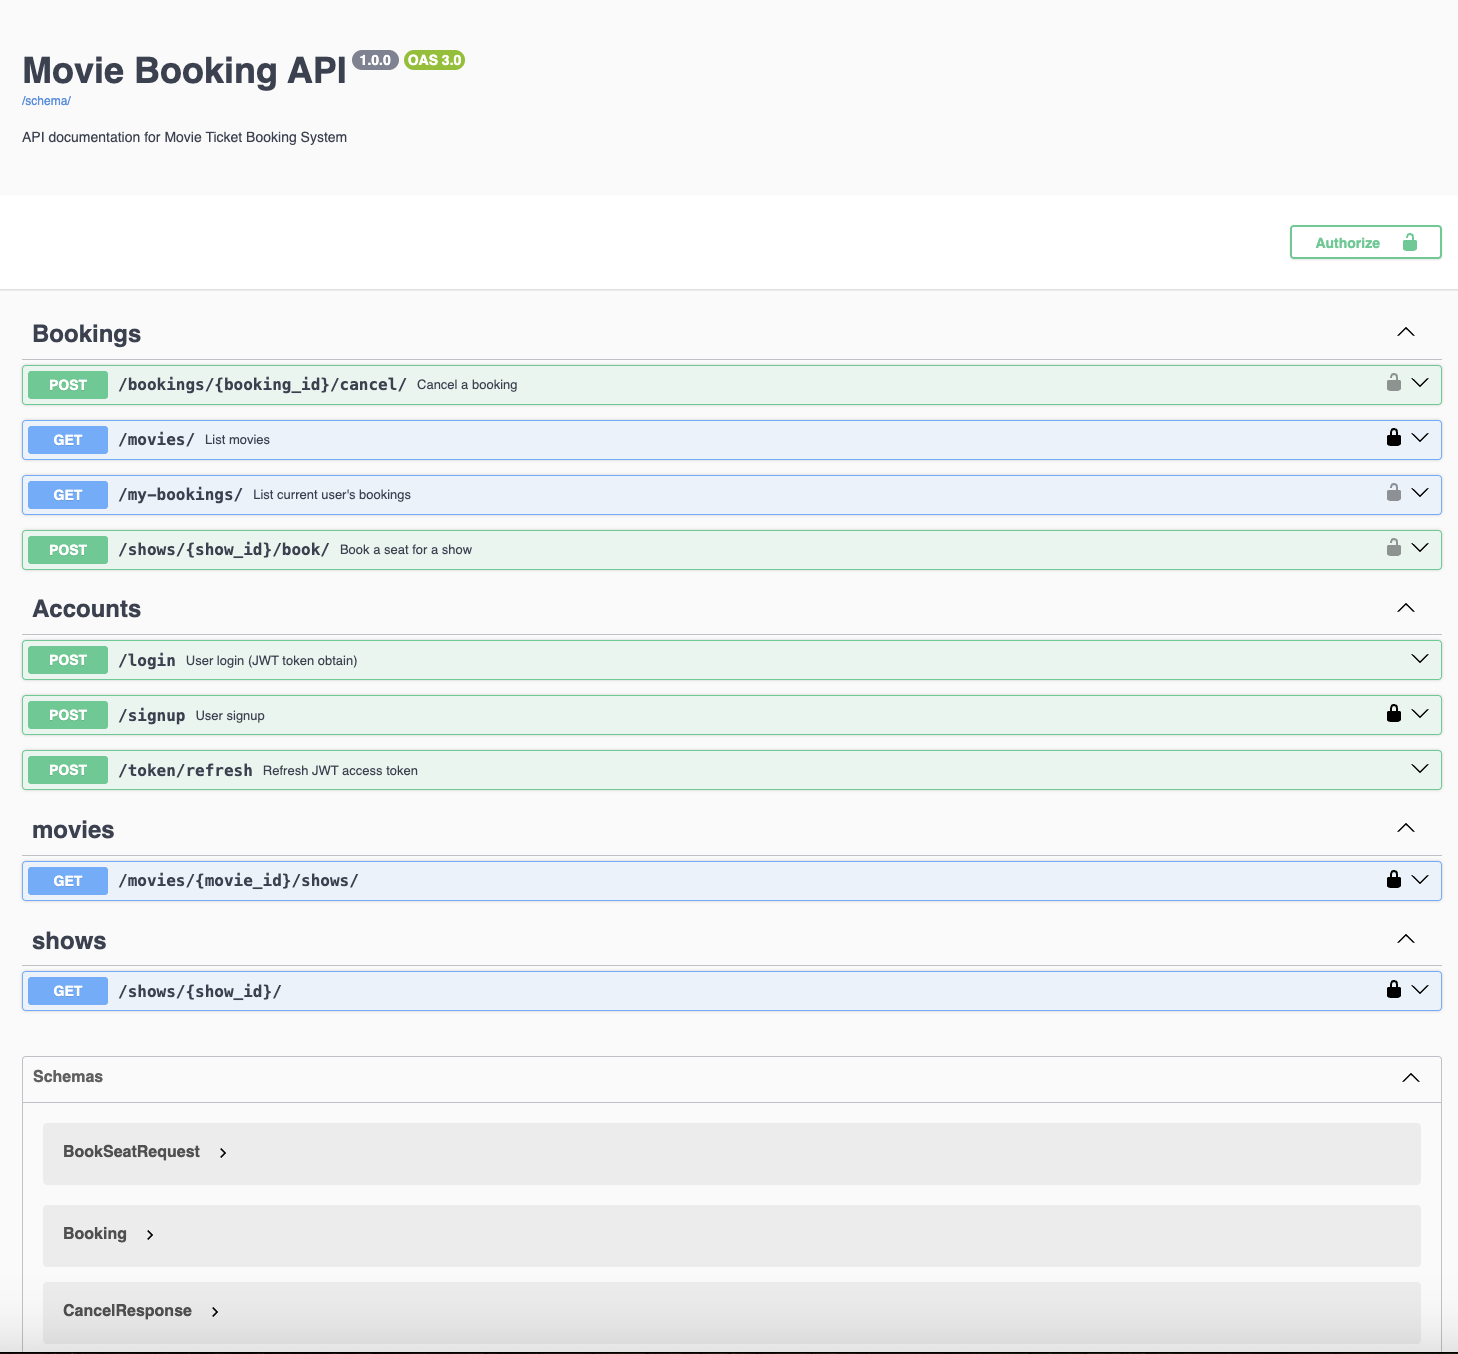 Movie Booking API 1.0.0 OAS 3.0
/schema/
API documentation for Movie Ticket Booking System
Authorize
Bookings
POST /bookings/{booking_id}/cancel/ Cancel a booking
GET /movies/ List movies
GET /my-bookings/ List current user's bookings
POST /shows/{show_id}/book/ Book a seat for a show
Accounts
POST /login User login (JWT token obtain)
POST /signup User signup
POST /token/refresh Refresh JWT access token
movies
GET /movies/{movie_id}/shows/
shows
GET /shows/{show_id}/
Schemas
BookSeatRequest
Booking
CancelResponse